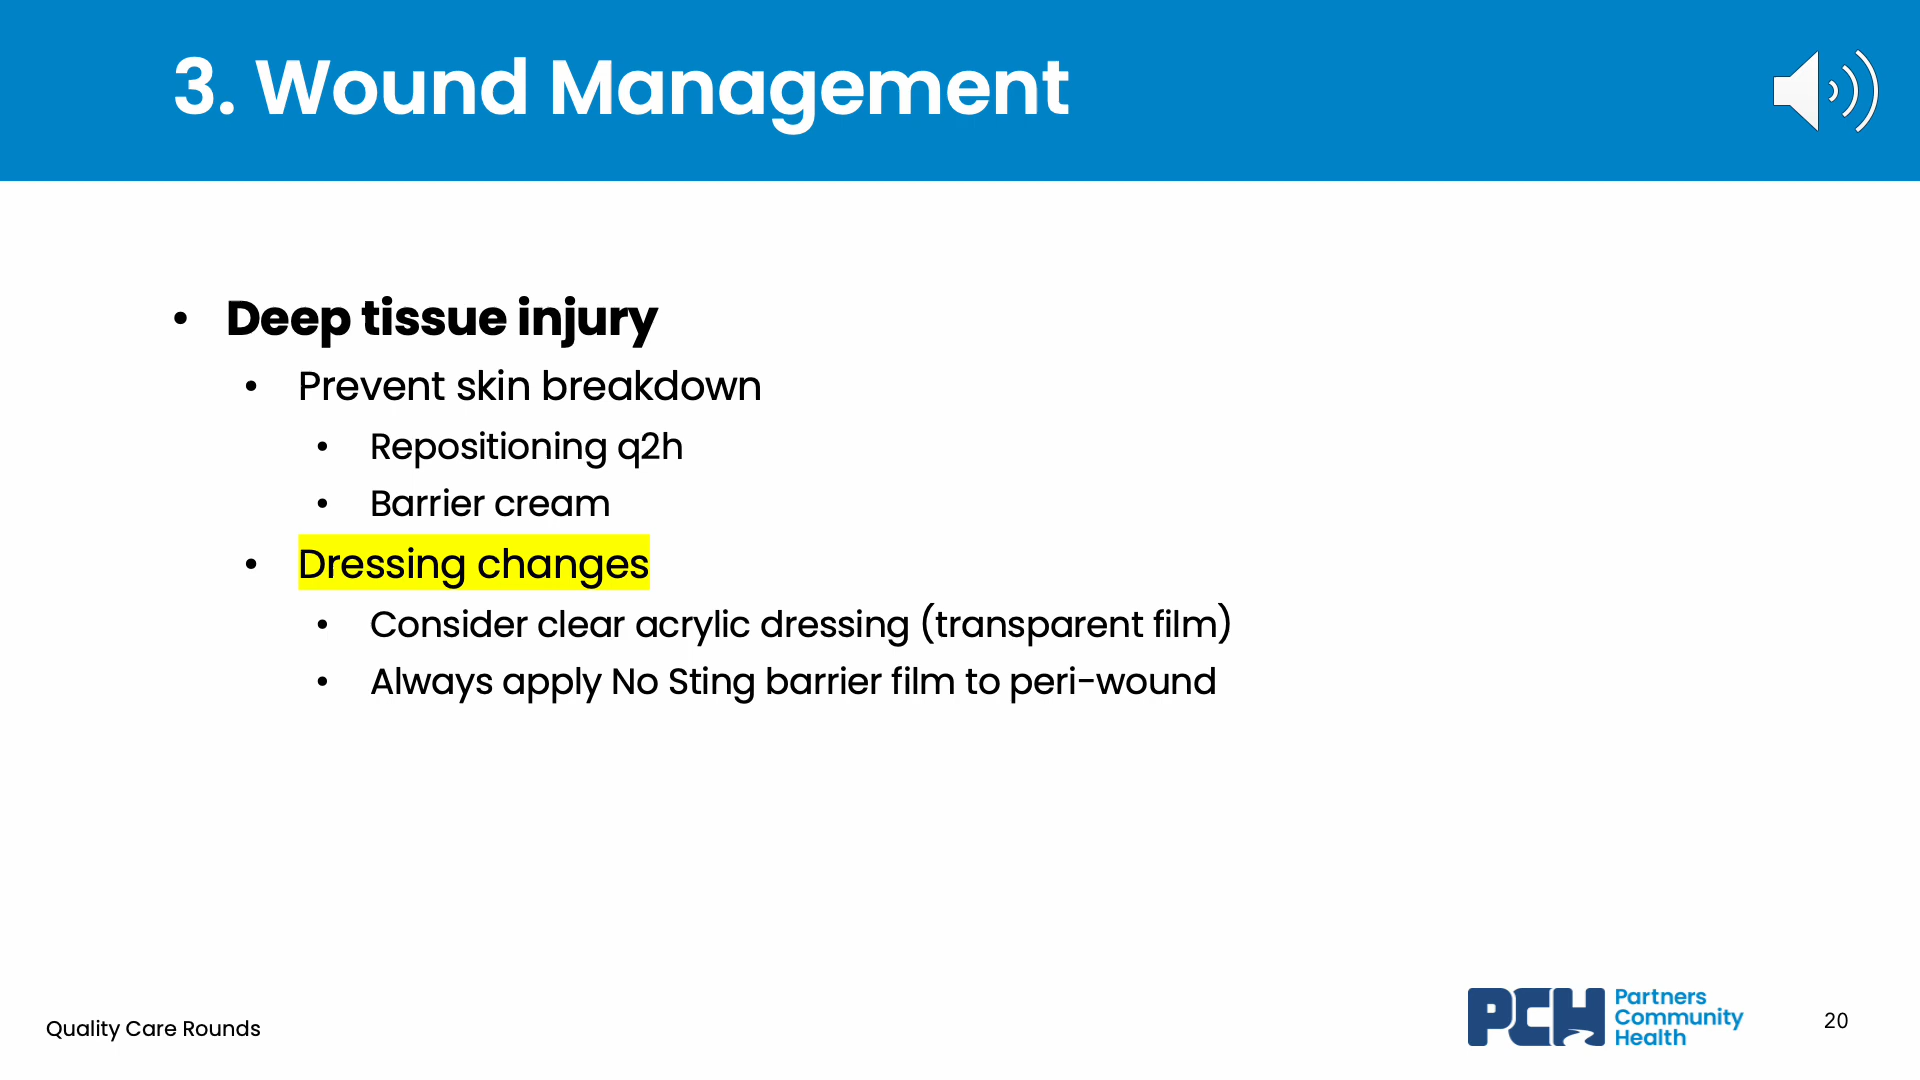 3. Wound Management
• Deep tissue injury
• Prevent skin breakdown
• Repositioning q2h
• Barrier cream
• Dressing changes
• Consider clear acrylic dressing (transparent film)
• Always apply No Sting barrier film to peri-wound
Quality Care Rounds
PCH
Partners
Community
Health
20